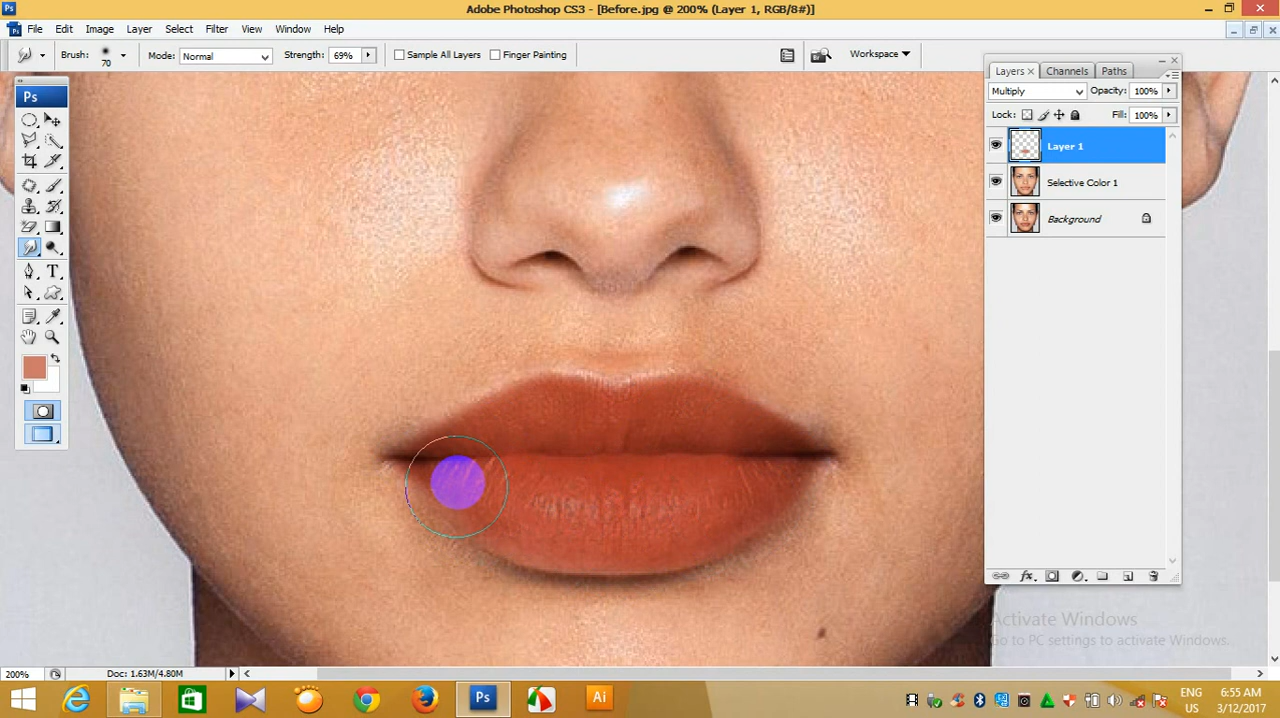 Ps Adobe Photoshop CS3 - [Before.jpg @ 200% (Layer 1, RGB/8#)]
Ps File Edit Image Layer Select Filter View Window Help
Brush: 70 Mode: Normal Strength: 69% Sample All Layers Finger Painting Workspace
Layers Channels Paths
Ps
Multiply Opacity: 100%
Lock: Fill: 100%
Layer 1
Selective Color 1
Background
T
Activate Windows
Go to PC settings to activate Windows.
200% Doc: 1.63M/4.80M
Ps Ai
ENG 6:55 AM
US 3/12/2017